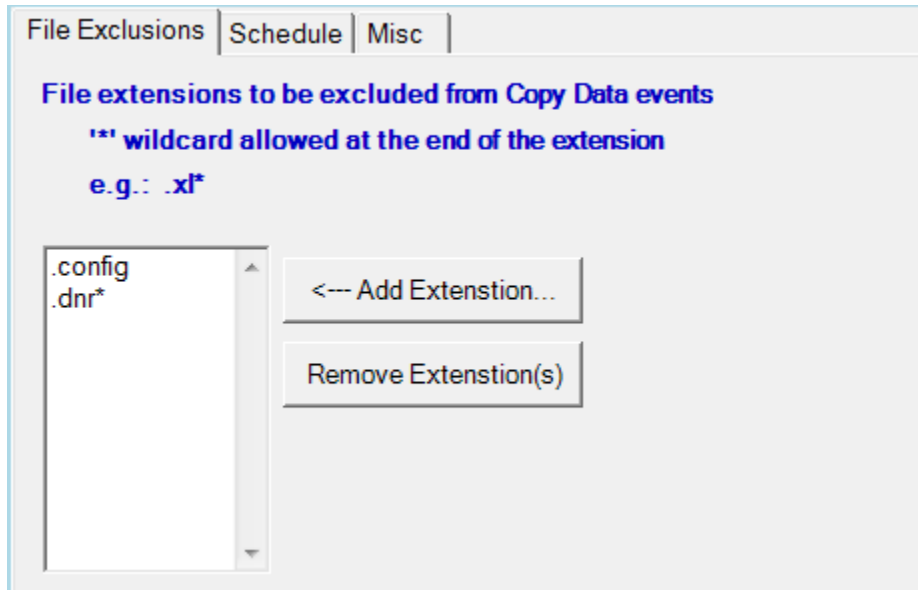 File Exclusions Schedule Misc
File extensions to be excluded from Copy Data events
'*' wildcard allowed at the end of the extension
e.g.: .xl*
.config
.dnr*
<--- Add Extenstion...
Remove Extenstion(s)